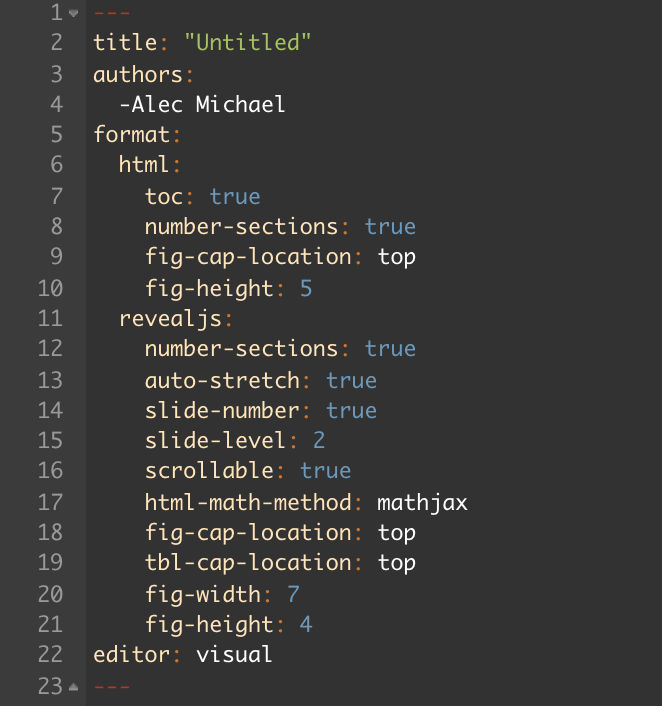 1 ---
2 title: "Untitled"
3 authors:
4   -Alec Michael
5 format:
6   html:
7     toc: true
8     number-sections: true
9     fig-cap-location: top
10     fig-height: 5
11   revealjs:
12     number-sections: true
13     auto-stretch: true
14     slide-number: true
15     slide-level: 2
16     scrollable: true
17     html-math-method: mathjax
18     fig-cap-location: top
19     tbl-cap-location: top
20     fig-width: 7
21     fig-height: 4
22 editor: visual
23 ---